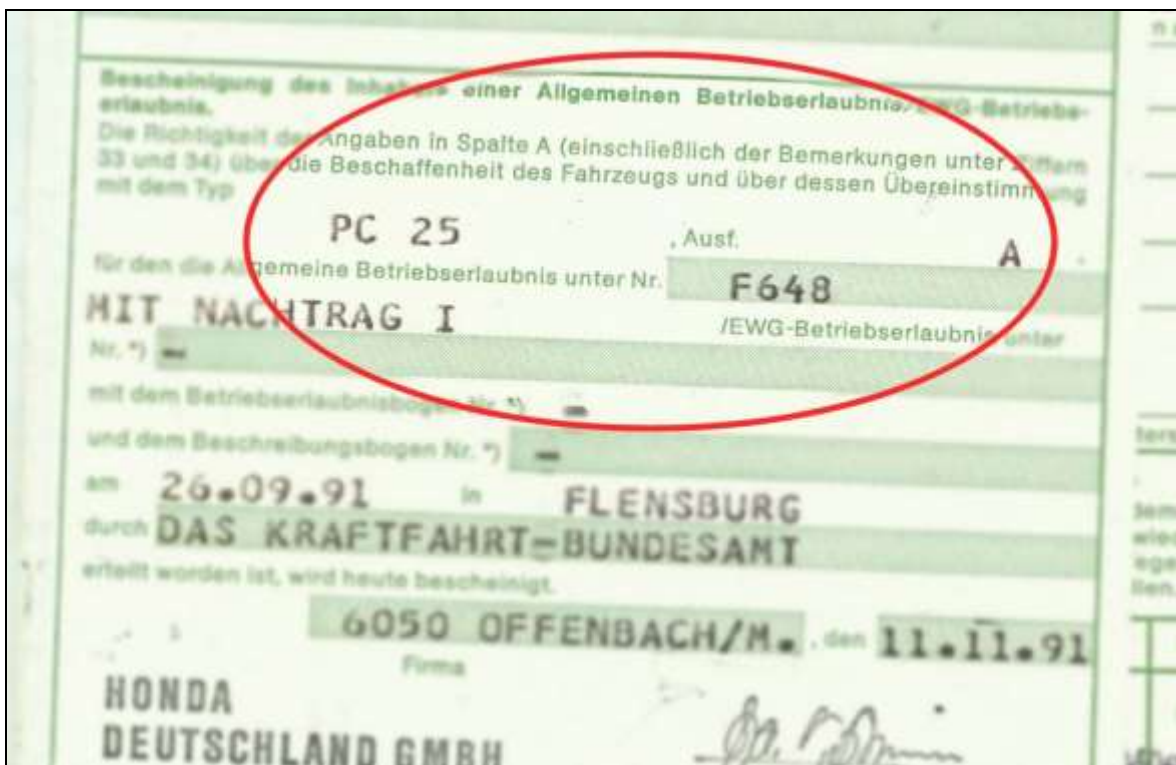 Bescheinigung des Inhabers einer Allgemeinen Betriebserlaubnis/EWG-Betriebs-
erlaubnis.
Die Richtigkeit der Angaben in Spalte A (einschließlich der Bemerkungen unter Ziffern
33 und 34) über die Beschaffenheit des Fahrzeugs und über dessen Übereinstimmung
mit dem Typ
PC 25 , Ausf. A .
für den die Allgemeine Betriebserlaubnis unter Nr. F648
MIT NACHTRAG I /EWG-Betriebserlaubnis unter
Nr. *) –
mit dem Betriebserlaubnisbogen Nr. *) –
und dem Beschreibungsbogen Nr. *) –
am 26.09.91 in FLENSBURG
durch DAS KRAFTFAHRT-BUNDESAMT
erteilt worden ist, wird heute bescheinigt.
6050 OFFENBACH/M. , den 11.11.91
Firma
HONDA
DEUTSCHLAND GMBH